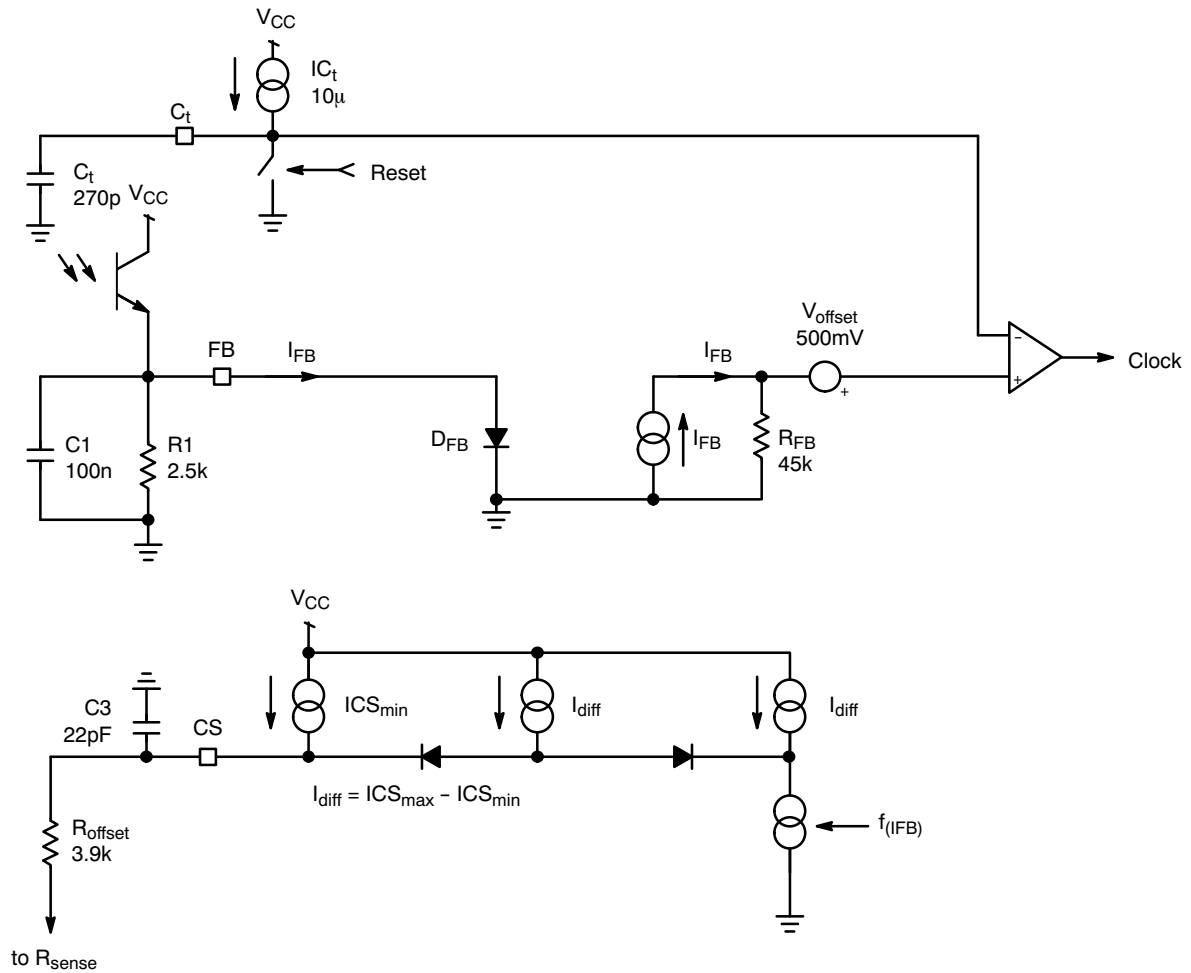 VCC
ICt
10μ
Ct
Reset
Ct
270p
VCC
Voffset
500mV
FB
IFB
IFB
−
+
Clock
+
C1
100n
R1
2.5k
DFB
IFB
RFB
45k
VCC
C3
22pF
CS
ICSmin
Idiff
Idiff
Idiff = ICSmax − ICSmin
Roffset
3.9k
f(IFB)
to Rsense